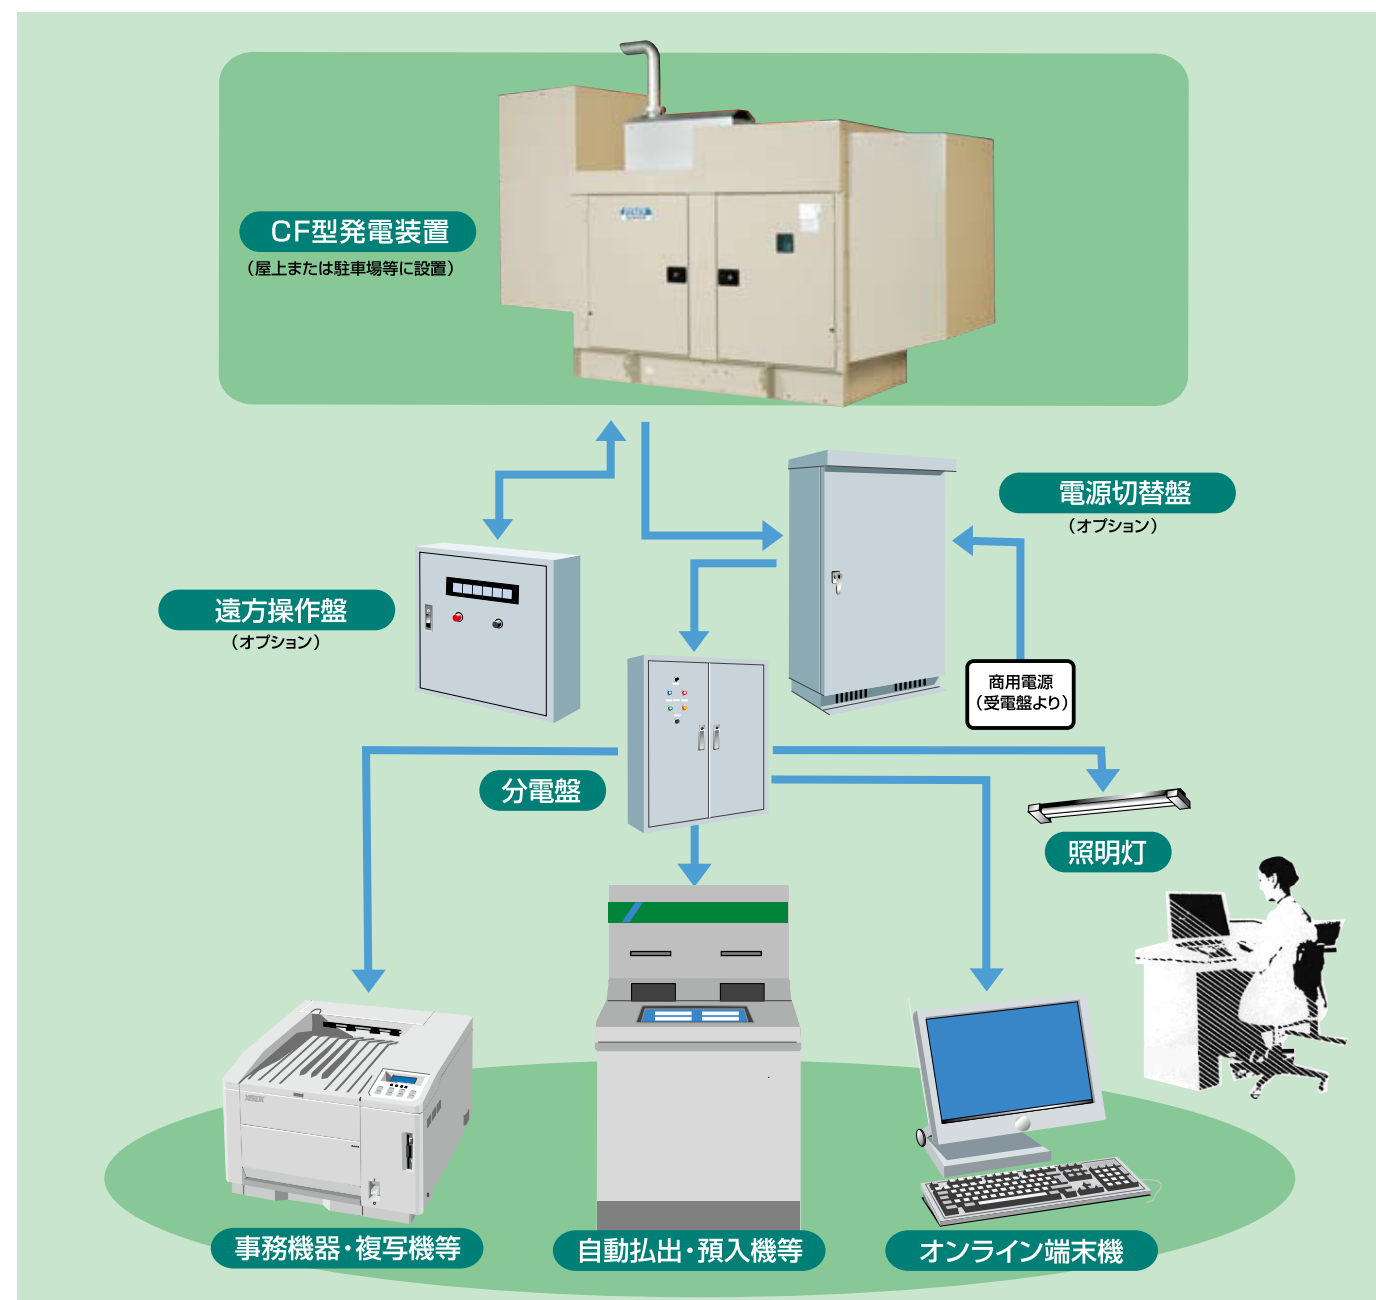 CF型発電装置
（屋上または駐車場等に設置）
電源切替盤
（オプション）
遠方操作盤
（オプション）
商用電源
（受電盤より）
分電盤
照明灯
事務機器・複写機等
自動払出・預入機等
オンライン端末機